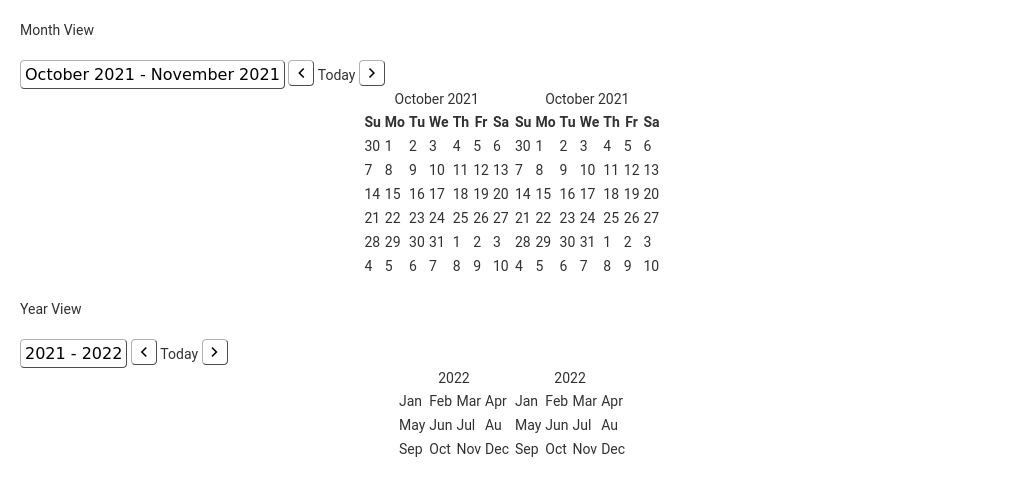 Month View
October 2021 - November 2021 Today
October 2021 October 2021
Su Mo Tu We Th Fr Sa Su Mo Tu We Th Fr Sa
30 1 2 3 4 5 6 30 1 2 3 4 5 6
7 8 9 10 11 12 13 7 8 9 10 11 12 13
14 15 16 17 18 19 20 14 15 16 17 18 19 20
21 22 23 24 25 26 27 21 22 23 24 25 26 27
28 29 30 31 1 2 3 28 29 30 31 1 2 3
4 5 6 7 8 9 10 4 5 6 7 8 9 10
Year View
2021 - 2022 Today
2022 2022
Jan Feb Mar Apr Jan Feb Mar Apr
May Jun Jul Au May Jun Jul Au
Sep Oct Nov Dec Sep Oct Nov Dec